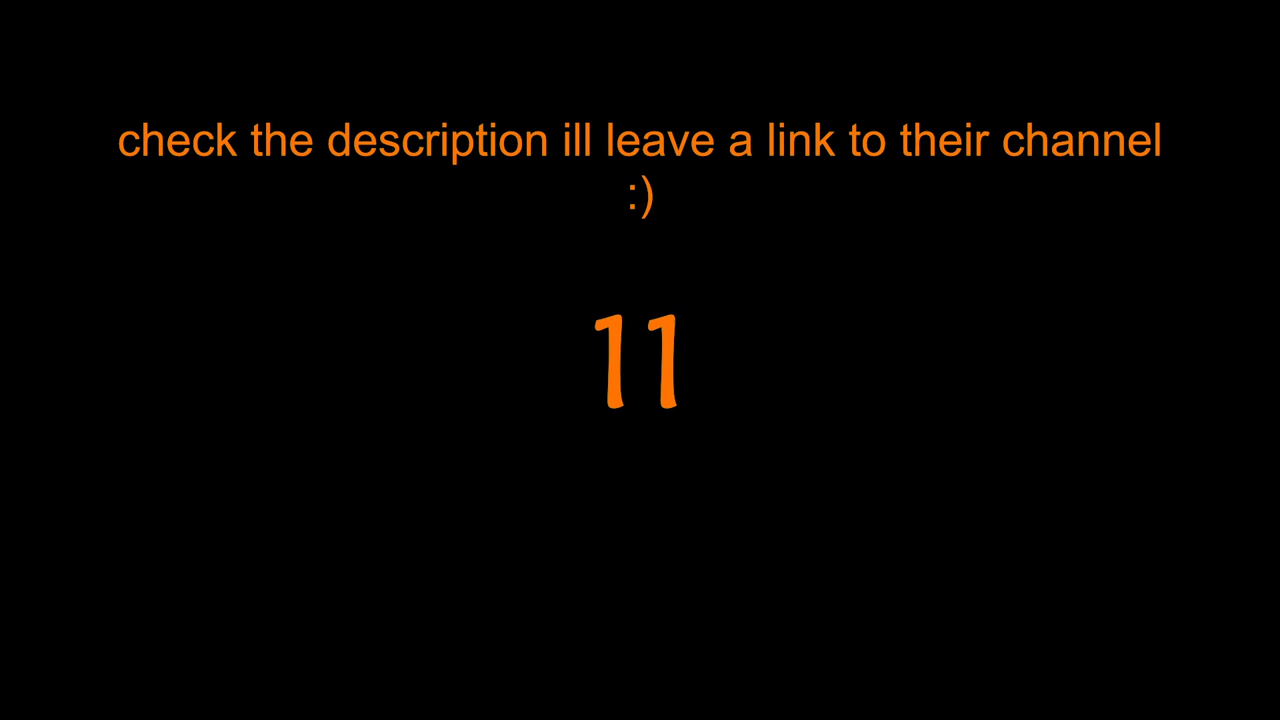 check the description ill leave a link to their channel
:)
11